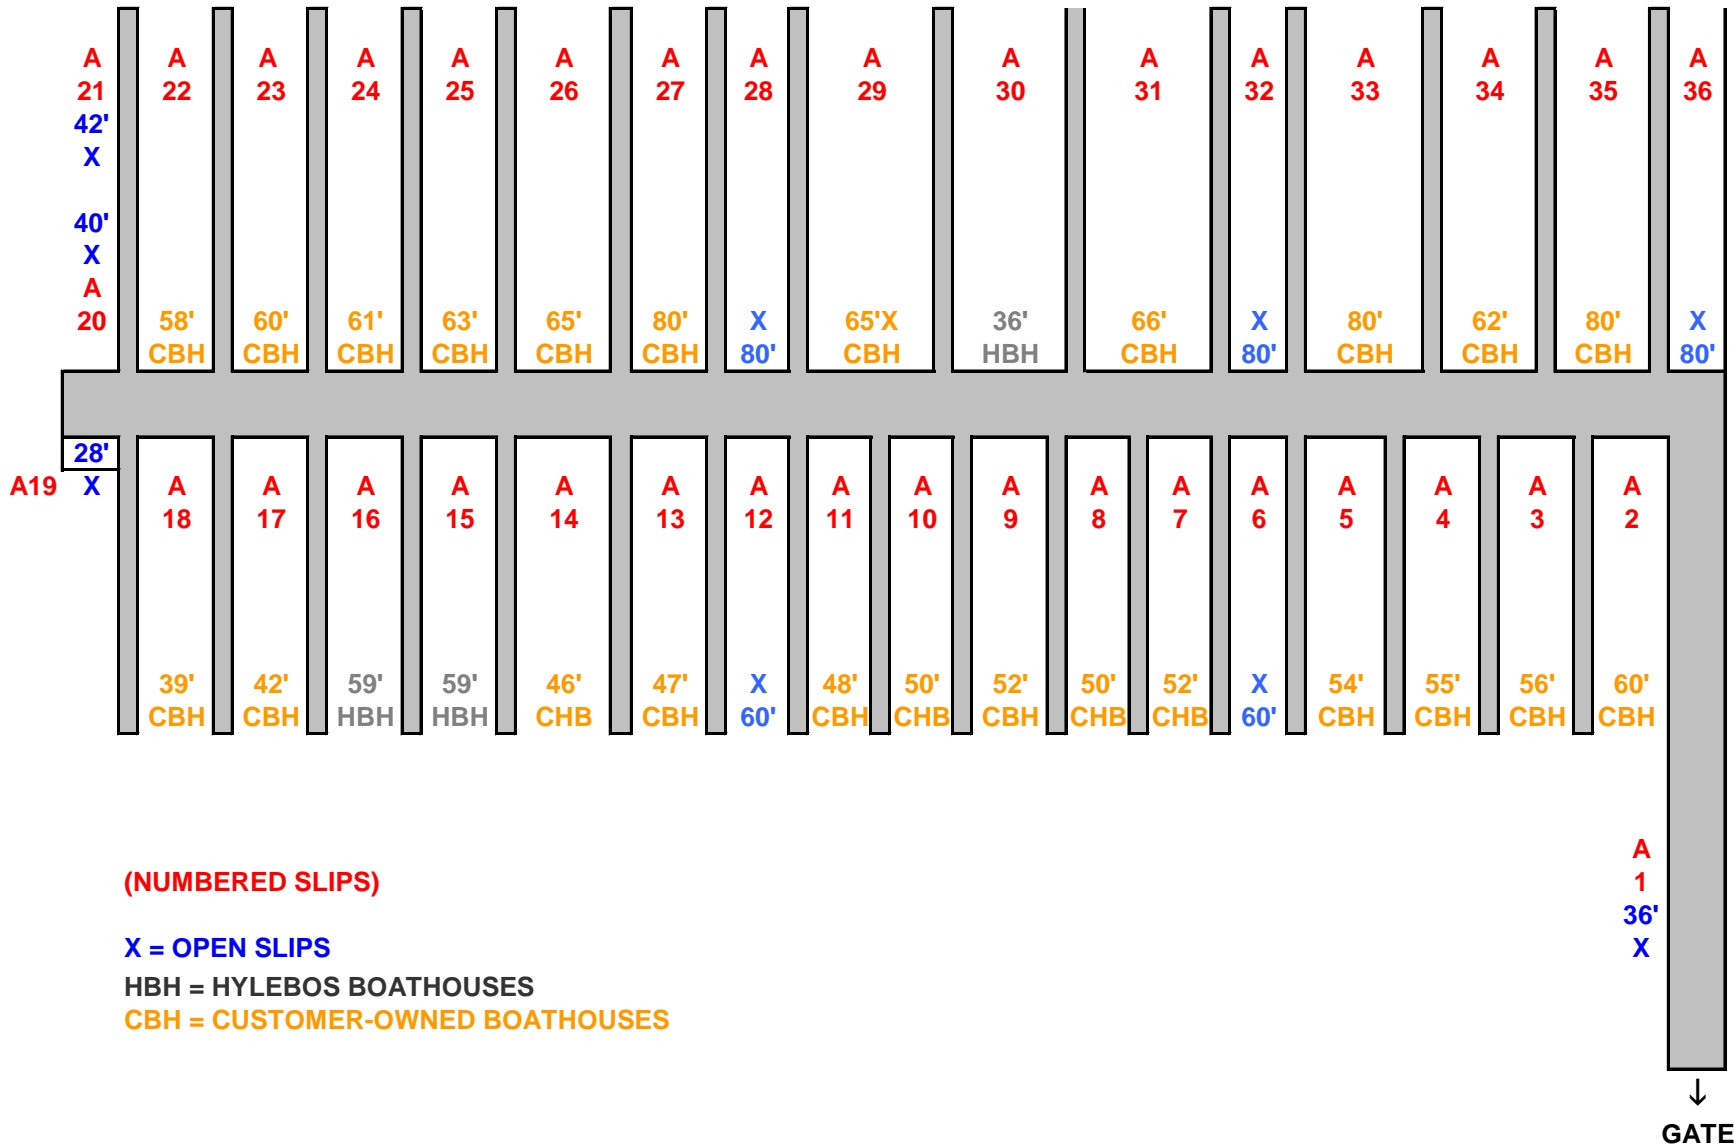 A A A A A A A A A A A A A A A A
21 22 23 24 25 26 27 28 29 30 31 32 33 34 35 36
42'
X
40'
X
A
20 58' 60' 61' 63' 65' 80' X 65'X 36' 66' X 80' 62' 80' X
CBH CBH CBH CBH CBH CBH 80' CBH HBH CBH 80' CBH CBH CBH 80'
28'
A19 X A A A A A A A A A A A A A A A A A
18 17 16 15 14 13 12 11 10 9 8 7 6 5 4 3 2
39' 42' 59' 59' 46' 47' X 48' 50' 52' 50' 52' X 54' 55' 56' 60'
CBH CBH HBH HBH CHB CBH 60' CBH CHB CBH CHB CHB 60' CBH CBH CBH CBH
A
(NUMBERED SLIPS) 1
36'
X = OPEN SLIPS X
HBH = HYLEBOS BOATHOUSES
CBH = CUSTOMER-OWNED BOATHOUSES
↓
GATE